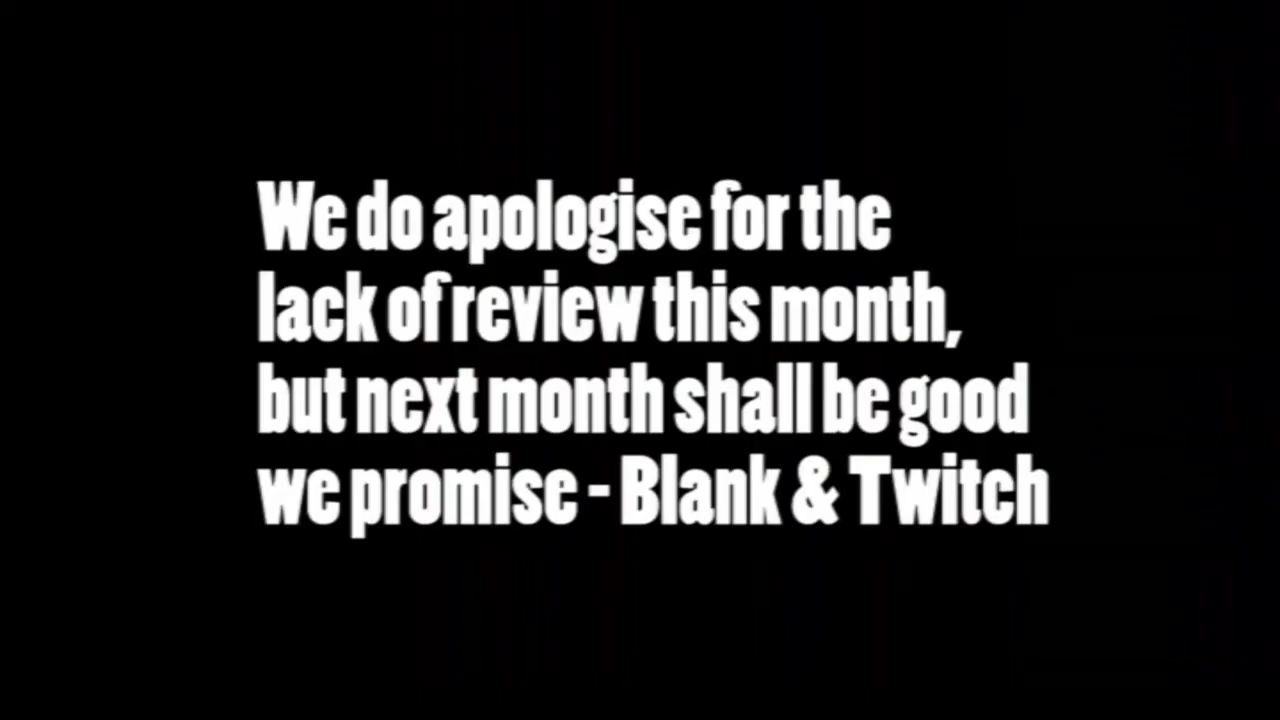 We do apologise for the
lack of review this month,
but next month shall be good
we promise - Blank & Twitch